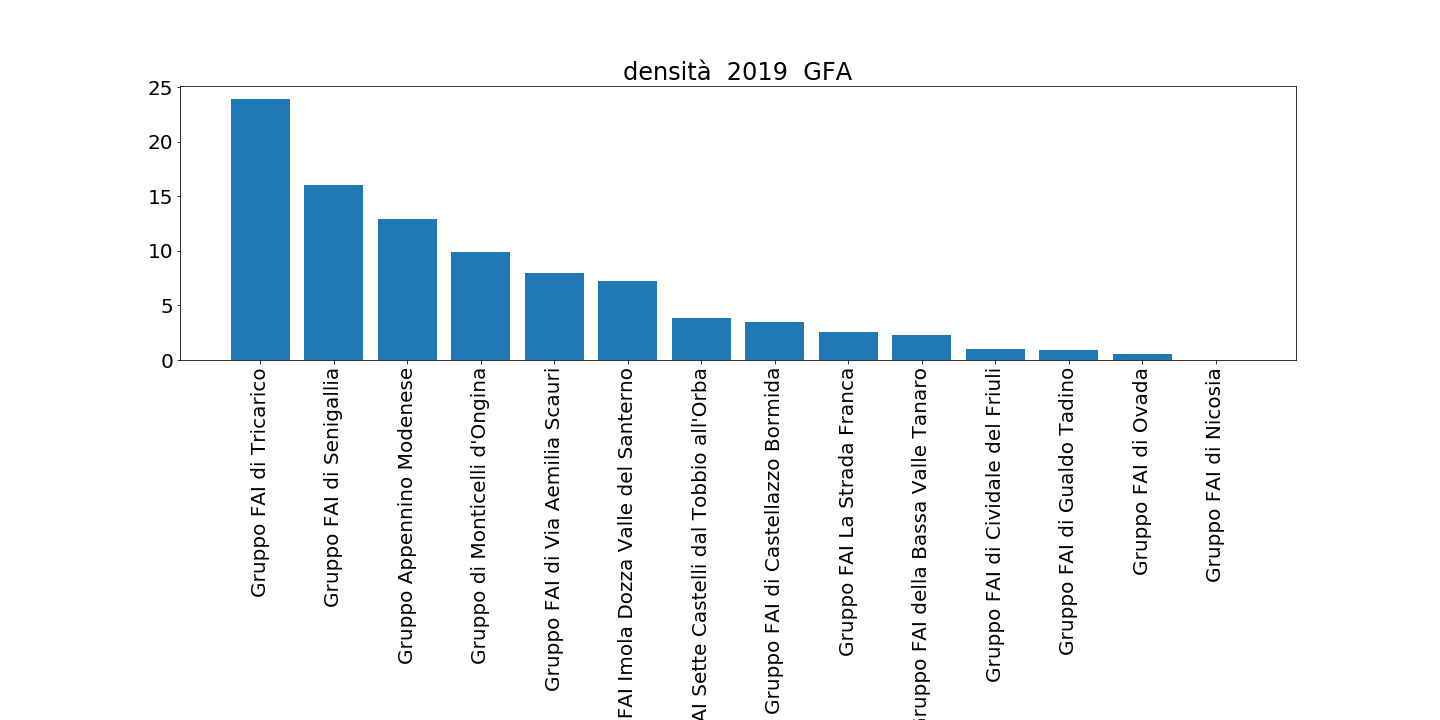 densità 2019 GFA
25
20
15
10
5
0
Gruppo FAI di Tricarico
Gruppo FAI di Senigallia
Gruppo Appennino Modenese
Gruppo di Monticelli d'Ongina
Gruppo FAI di Via Aemilia Scauri
FAI Imola Dozza Valle del Santerno
AI Sette Castelli dal Tobbio all'Orba
Gruppo FAI di Castellazzo Bormida
Gruppo FAI La Strada Franca
ruppo FAI della Bassa Valle Tanaro
Gruppo FAI di Cividale del Friuli
Gruppo FAI di Gualdo Tadino
Gruppo FAI di Ovada
Gruppo FAI di Nicosia